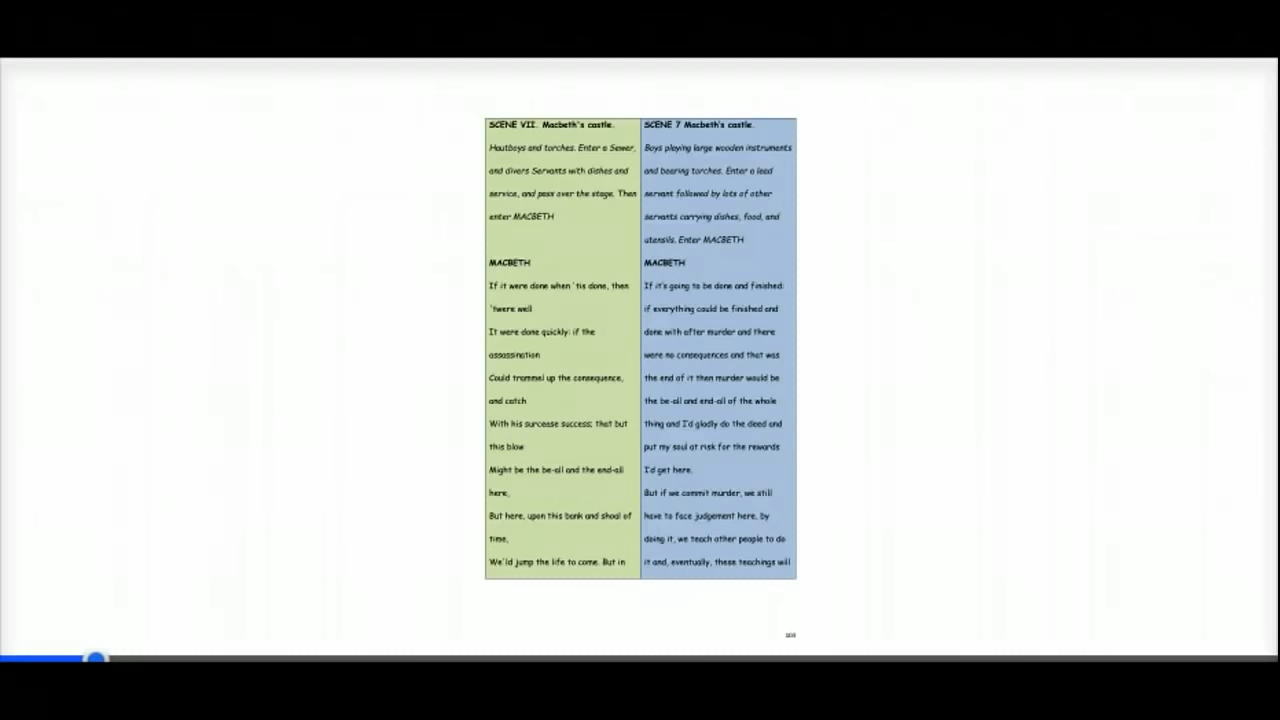 SCENE VII. Macbeth's castle.
Hautboys and torches. Enter a Sewer,
and divers Servants with dishes and
service, and pass over the stage. Then
enter MACBETH
MACBETH
If it were done when 'tis done, then
'twere well
It were done quickly: if the
assassination
Could trammel up the consequence,
and catch
With his surcease success; that but
this blow
Might be the be-all and the end-all
here,
But here, upon this bank and shoal of
time,
We'ld jump the life to come. But in
SCENE 7 Macbeth's castle.
Boys playing large wooden instruments
and bearing torches. Enter a lead
servant followed by lots of other
servants carrying dishes, food, and
utensils. Enter MACBETH
MACBETH
If it's going to be done and finished:
if everything could be finished and
done with after murder and there
were no consequences and that was
the end of it then murder would be
the be-all and end-all of the whole
thing and I'd gladly do the deed and
put my soul at risk for the rewards
I'd get here.
But if we commit murder, we still
have to face judgement here, by
doing it, we teach other people to do
it and, eventually, these teachings will